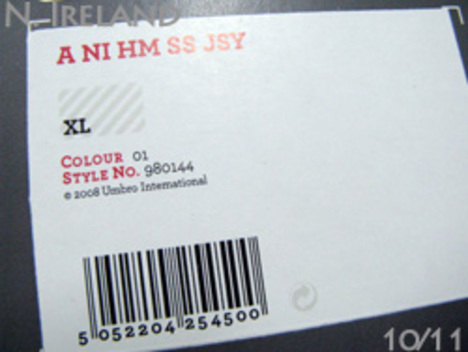 N. IRELAND
A NI HM SS JSY
XL
COLOUR 01
STYLE NO. 980144
© 2008 Umbro International
5 052204 254500
10/11